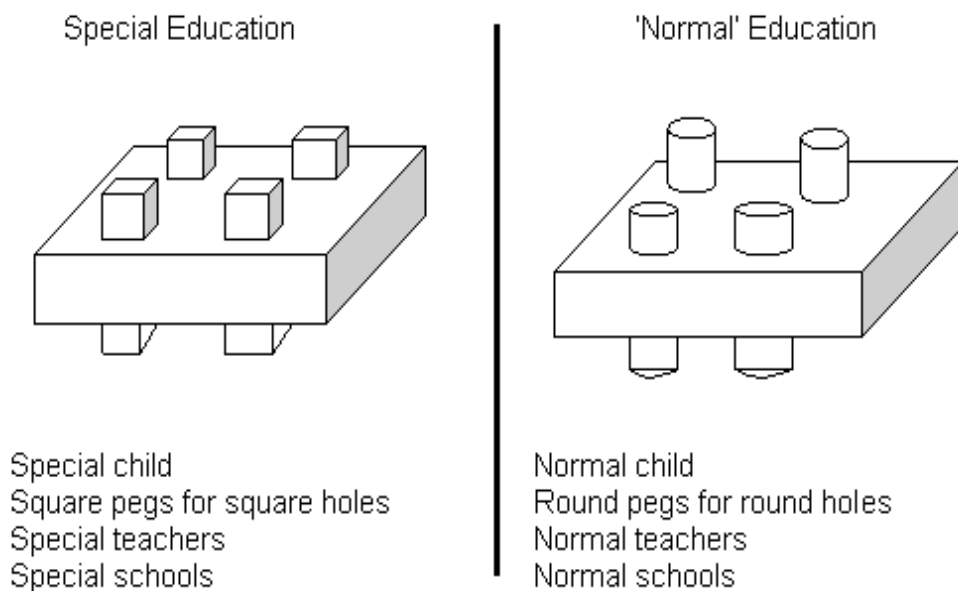 Special Education
'Normal' Education
Special child
Square pegs for square holes
Special teachers
Special schools
Normal child
Round pegs for round holes
Normal teachers
Normal schools